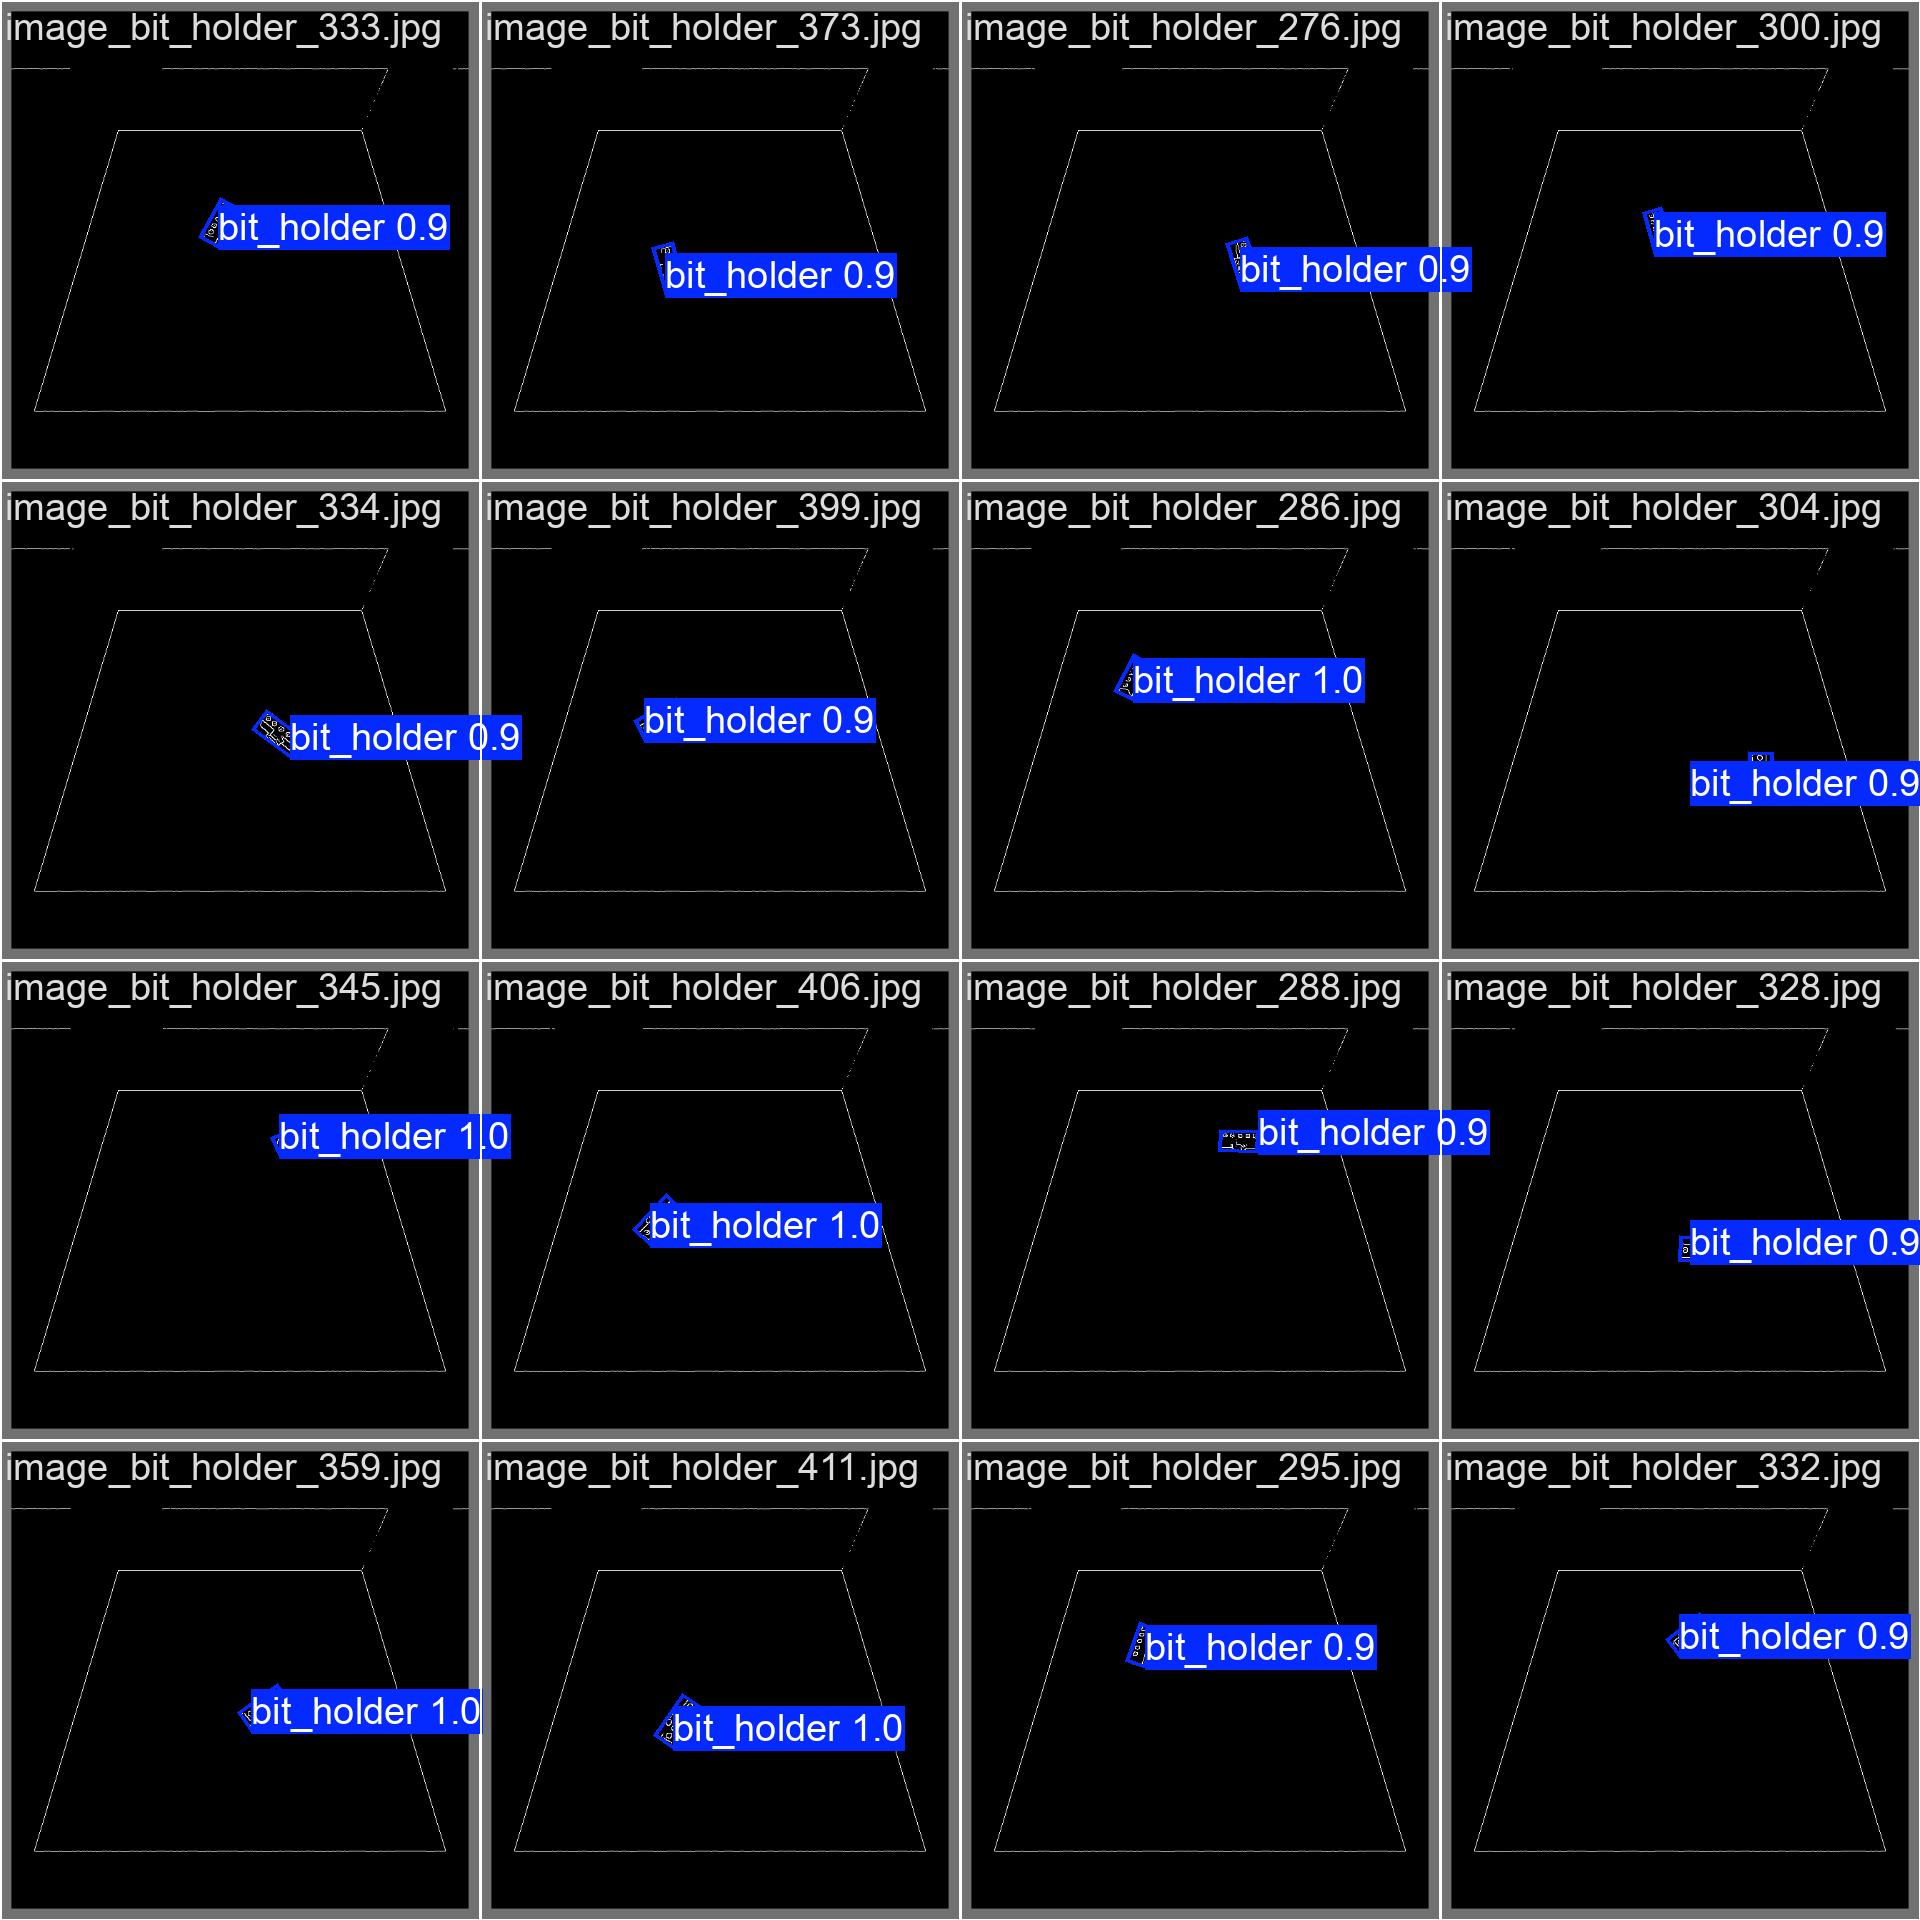 image_bit_holder_333.jpg
bit_holder 0.9
image_bit_holder_373.jpg
bit_holder 0.9
image_bit_holder_276.jpg
bit_holder 0.9
image_bit_holder_300.jpg
bit_holder 0.9
image_bit_holder_334.jpg
bit_holder 0.9
image_bit_holder_399.jpg
bit_holder 0.9
image_bit_holder_286.jpg
bit_holder 1.0
image_bit_holder_304.jpg
bit_holder 0.9
image_bit_holder_345.jpg
bit_holder 1.0
image_bit_holder_406.jpg
bit_holder 1.0
image_bit_holder_288.jpg
bit_holder 0.9
image_bit_holder_328.jpg
bit_holder 0.9
image_bit_holder_359.jpg
bit_holder 1.0
image_bit_holder_411.jpg
bit_holder 1.0
image_bit_holder_295.jpg
bit_holder 0.9
image_bit_holder_332.jpg
bit_holder 0.9